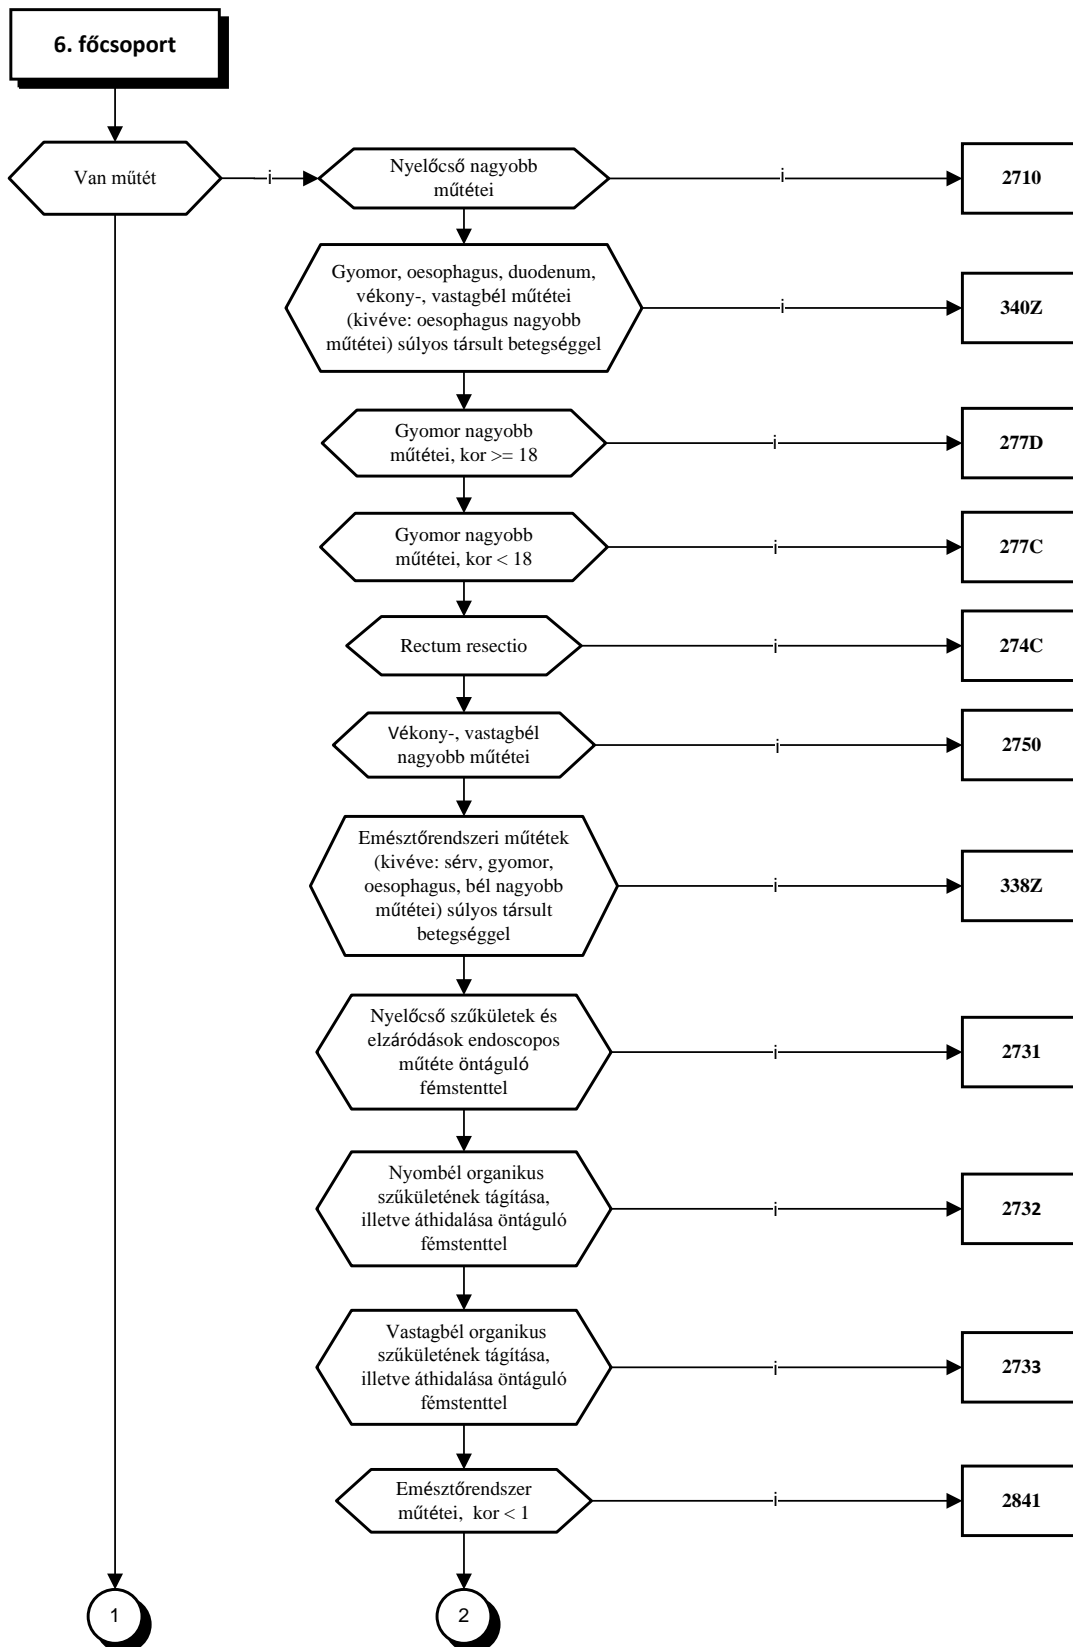 6. főcsoport
Van műtét
i
Nyelőcső nagyobb
műtétei
i
2710
Gyomor, oesophagus, duodenum,
vékony-, vastagbél műtétei
(kivéve: oesophagus nagyobb
műtétei) súlyos társult betegséggel
i
340Z
Gyomor nagyobb
műtétei, kor >= 18
i
277D
Gyomor nagyobb
műtétei, kor < 18
i
277C
Rectum resectio
i
274C
Vékony-, vastagbél
nagyobb műtétei
i
2750
Emésztőrendszeri műtétek
(kivéve: sérv, gyomor,
oesophagus, bél nagyobb
műtétei) súlyos társult
betegséggel
i
338Z
Nyelőcső szűkületek és
elzáródások endoscopos
műtéte öntáguló
fémstenttel
i
2731
Nyombél organikus
szűkületének tágítása,
illetve áthidalása öntáguló
fémstenttel
i
2732
Vastagbél organikus
szűkületének tágítása,
illetve áthidalása öntáguló
fémstenttel
i
2733
Emésztőrendszer
műtétei, kor < 1
i
2841
1
2